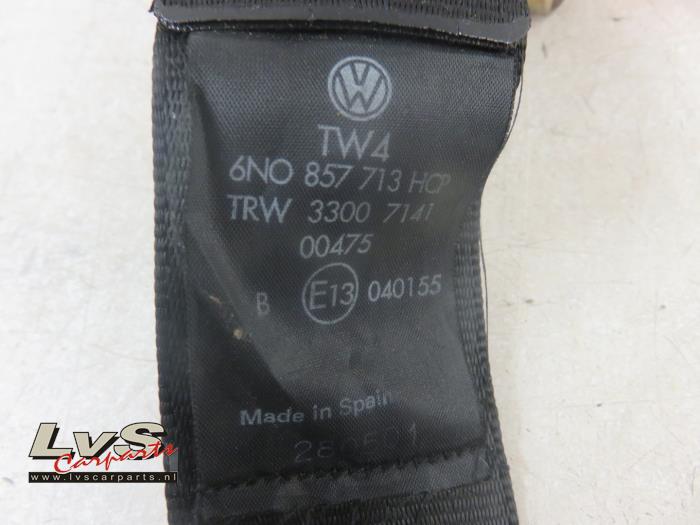 VW
TW4
6N0 857 713 HCP
TRW 3300 7141
00475
B E13 040155
Made in Spain
LvS
Carparts
www.lvscarparts.nl